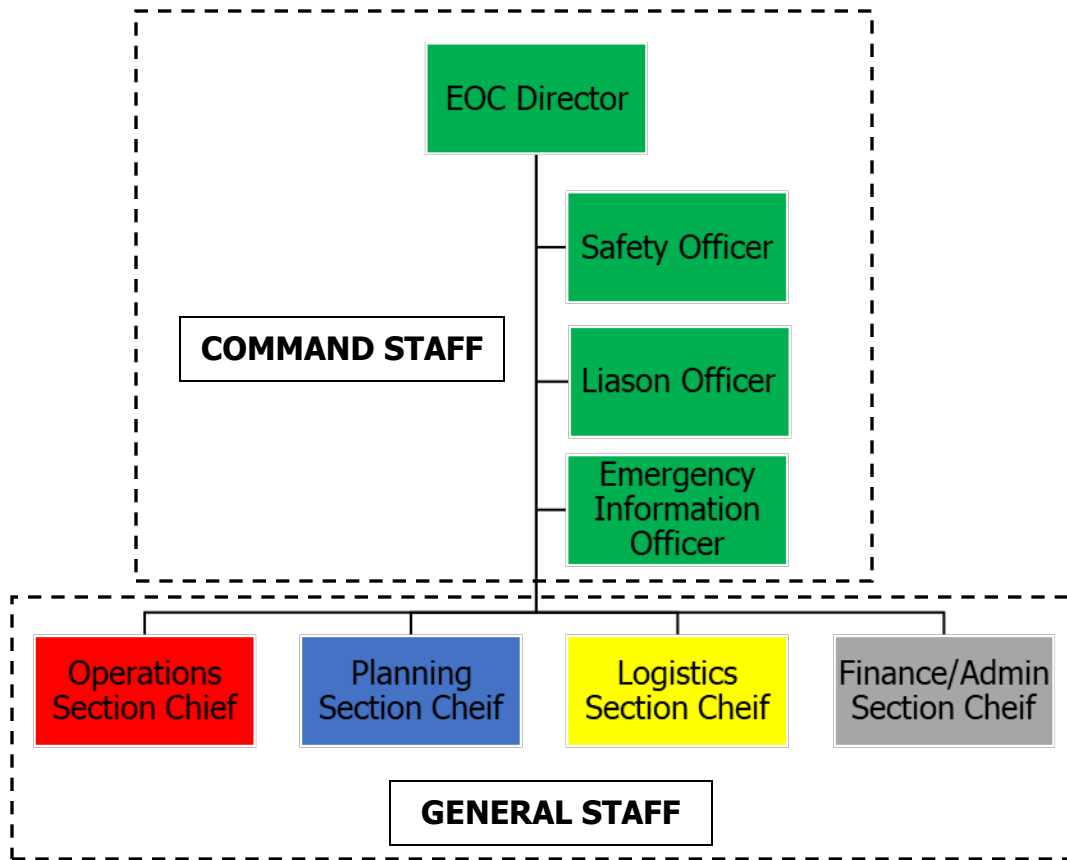 EOC Director
Safety Officer
COMMAND STAFF
Liason Officer
Emergency
Information
Officer
Operations
Section Chief
Planning
Section Cheif
Logistics
Section Cheif
Finance/Admin
Section Cheif
GENERAL STAFF